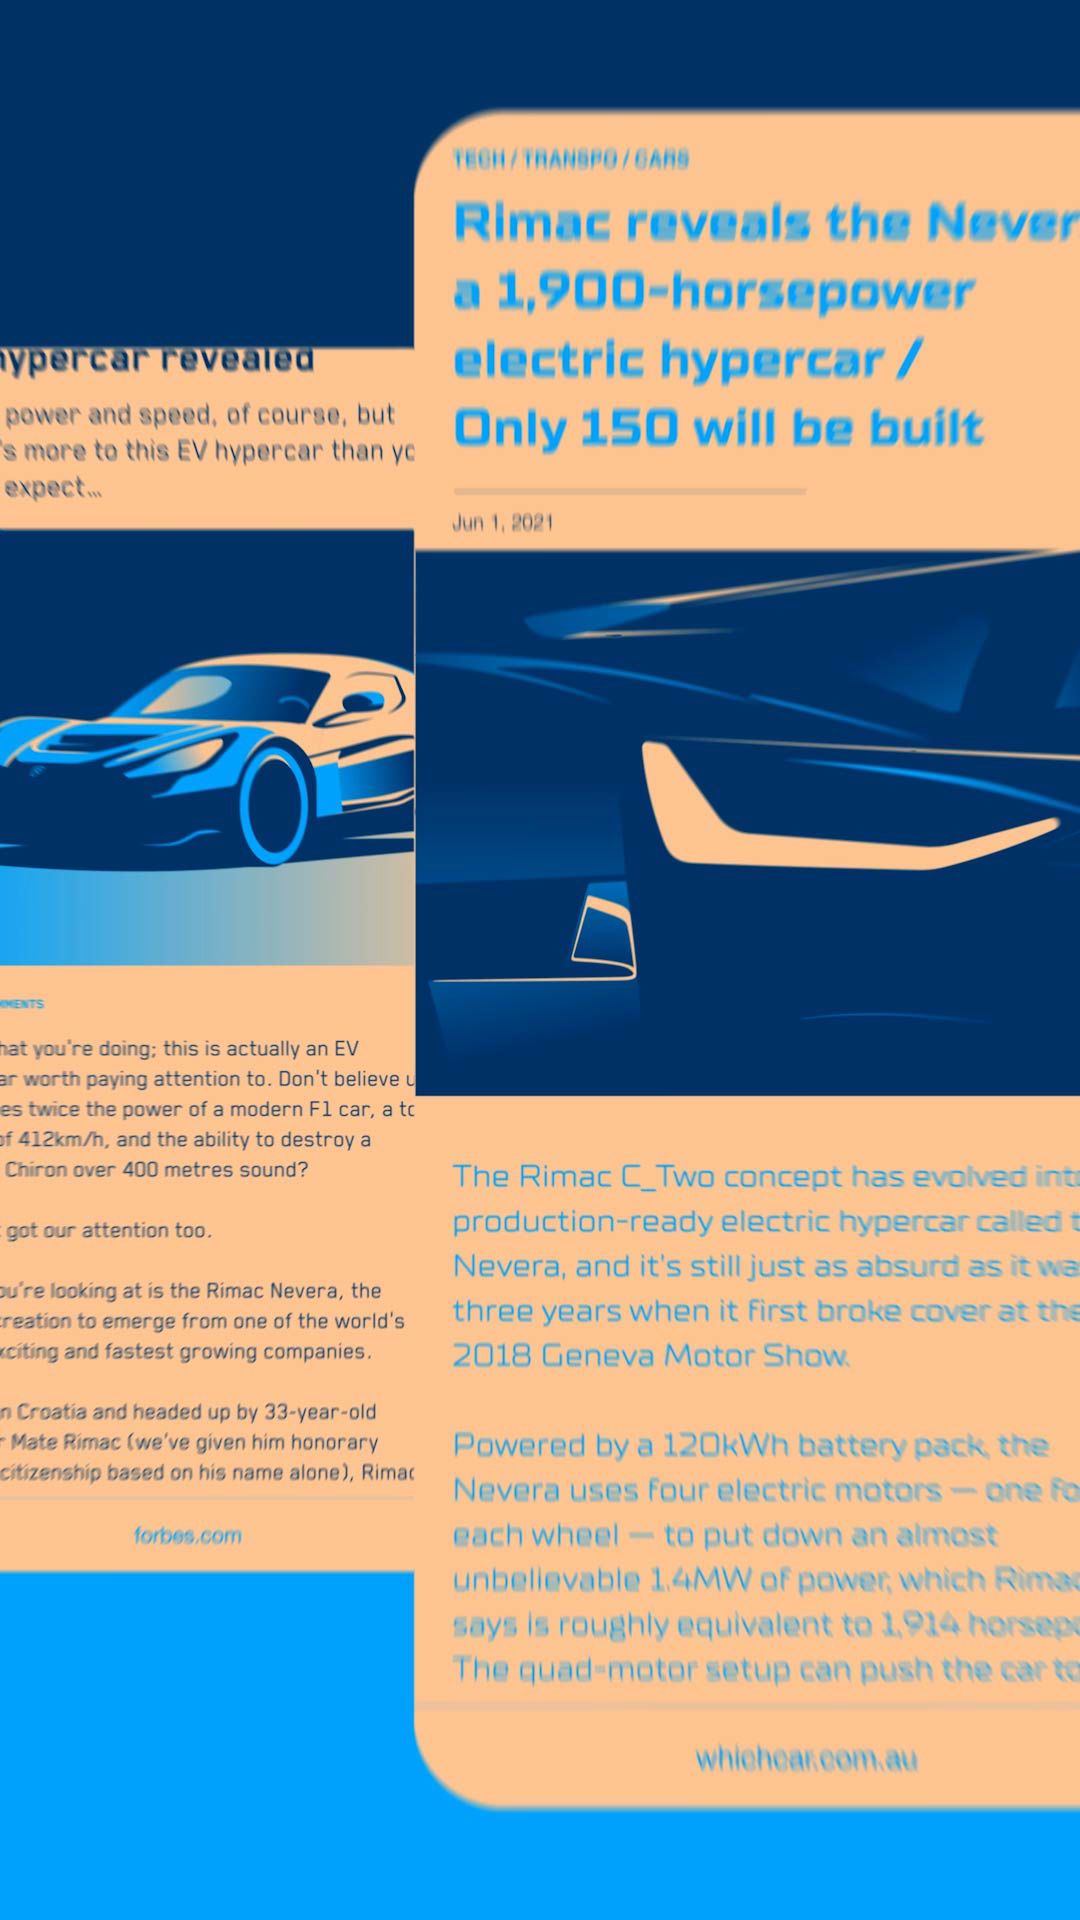 hypercar revealed
power and speed, of course, but
's more to this EV hypercar than yo
expect...
MMENTS
hat you're doing; this is actually an EV
ar worth paying attention to. Don't believe u
es twice the power of a modern F1 car, a to
of 412km/h, and the ability to destroy a
Chiron over 400 metres sound?
t got our attention too.
ou're looking at is the Rimac Nevera, the
creation to emerge from one of the world's
xciting and fastest growing companies.
n Croatia and headed up by 33-year-old
r Mate Rimac (we've given him honorary
citizenship based on his name alone), Rimac
forbes.com
TECH / TRANSPO / CARS
Rimac reveals the Never
a 1,900-horsepower
electric hypercar /
Only 150 will be built
Jun 1, 2021
The Rimac C_Two concept has evolved into
production-ready electric hypercar called t
Nevera, and it's still just as absurd as it wa
three years when it first broke cover at the
2018 Geneva Motor Show.
Powered by a 120kWh battery pack, the
Nevera uses four electric motors — one fo
each wheel — to put down an almost
unbelievable 1.4MW of power, which Rimac
says is roughly equivalent to 1,914 horsepo
The quad-motor setup can push the car to
whichcar.com.au